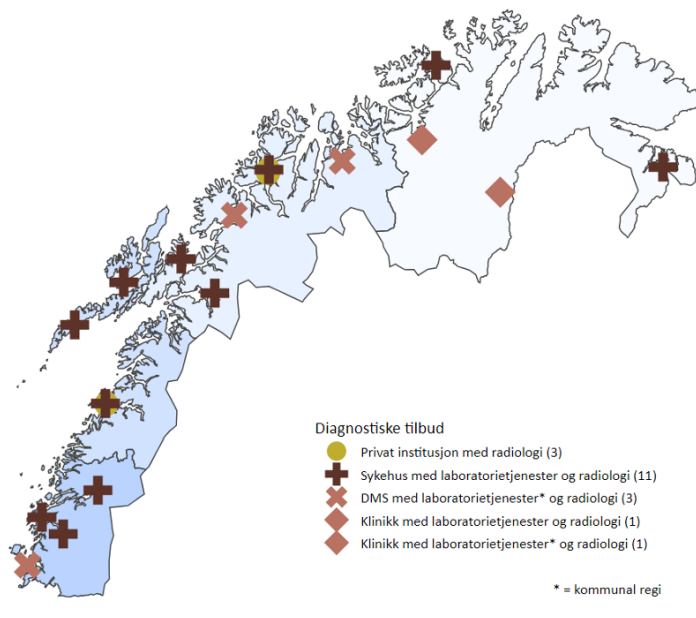 Diagnostiske tilbud
Privat institusjon med radiologi (3)
Sykehus med laboratorietjenester og radiologi (11)
DMS med laboratorietjenester* og radiologi (3)
Klinikk med laboratorietjenester og radiologi (1)
Klinikk med laboratorietjenester* og radiologi (1)
* = kommunal regi